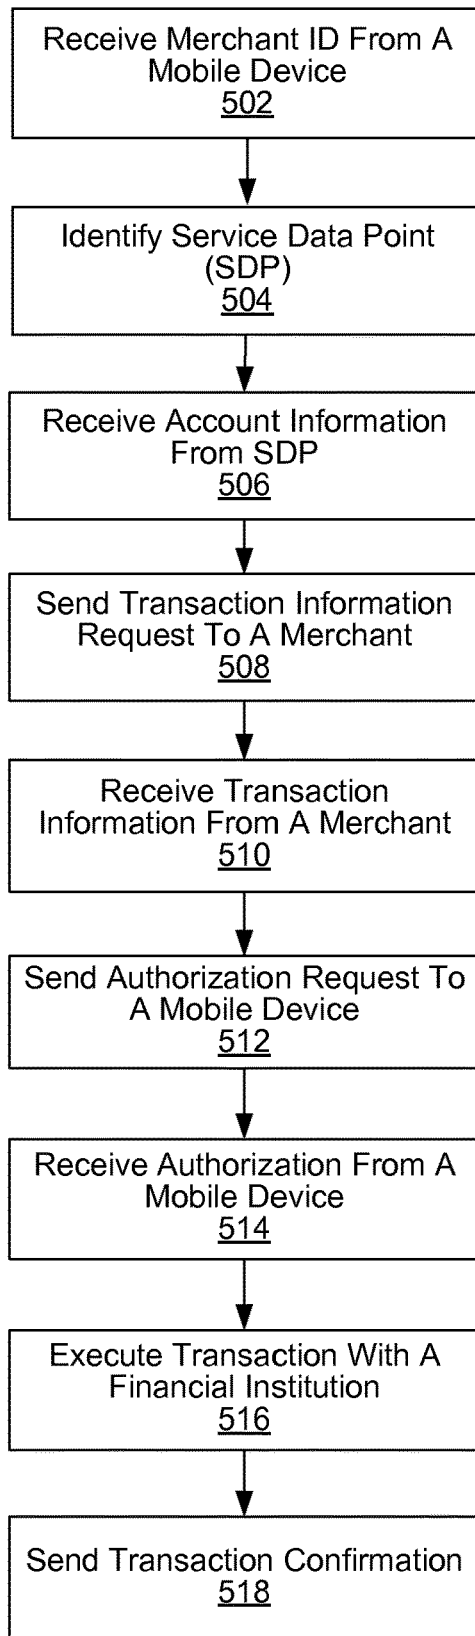 Receive Merchant ID From A
Mobile Device
502
Identify Service Data Point
(SDP)
504
Receive Account Information
From SDP
506
Send Transaction Information
Request To A Merchant
508
Receive Transaction
Information From A Merchant
510
Send Authorization Request To
A Mobile Device
512
Receive Authorization From A
Mobile Device
514
Execute Transaction With A
Financial Institution
516
Send Transaction Confirmation
518